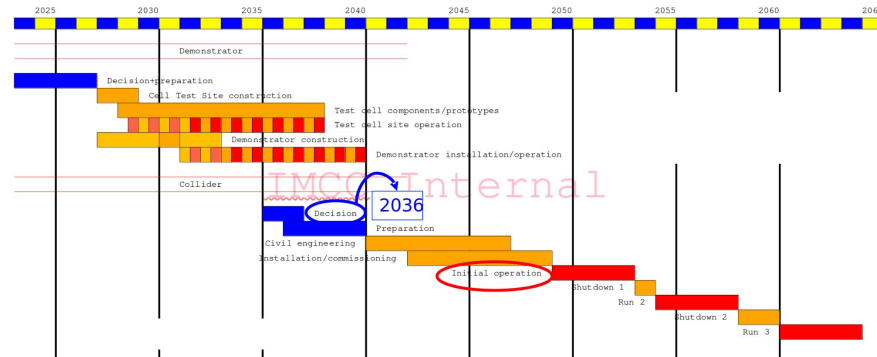 2025 2030 2035 2040 2045 2050 2055 2060 206
Demonstrator
Decision+preparation
Cell Test Site construction
Test cell components/prototypes
Test cell site operation
Demonstrator construction
Demonstrator installation/operation
Collider
IMCC Internal
Decision
2036
Preparation
Civil engineering
Installation/commissioning
Initial operation
Shutdown 1
Run 2
Shutdown 2
Run 3